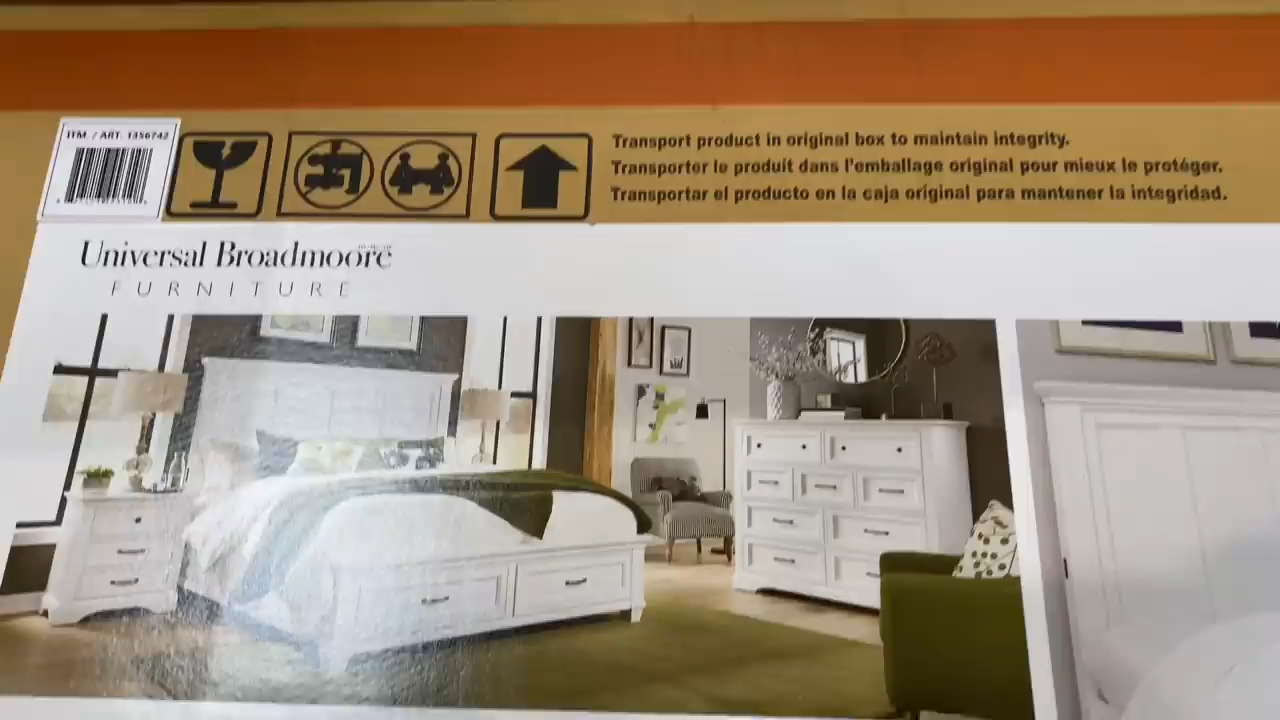 ITM. / ART. 1356742
Transport product in original box to maintain integrity.
Transporter le produit dans l'emballage original pour mieux le protéger.
Transportar el producto en la caja original para mantener la integridad.
Universal Broadmoore
FURNITURE